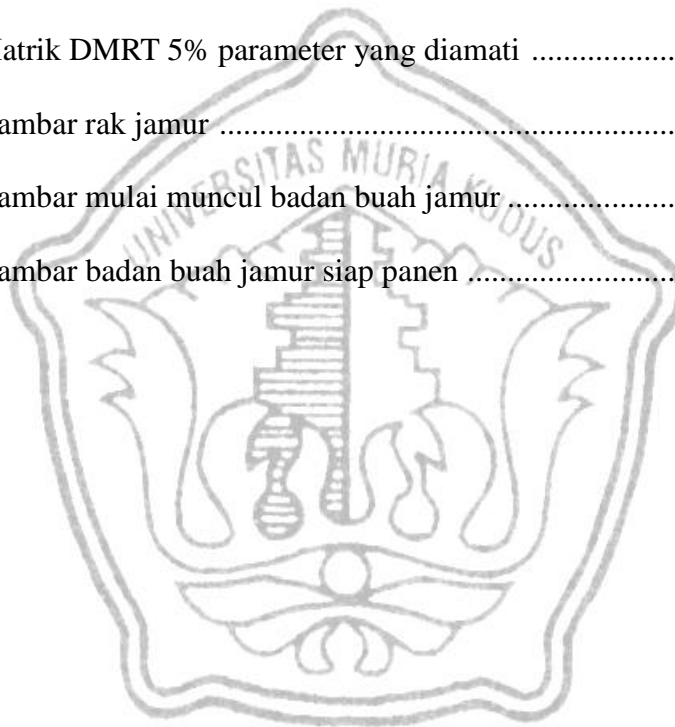 atrik DMRT 5% parameter yang diamati ......................
ambar rak jamur ...........................................................
UNIVERSITAS MURIA KUDUS
ambar mulai muncul badan buah jamur .........................
ambar badan buah jamur siap panen ..............................